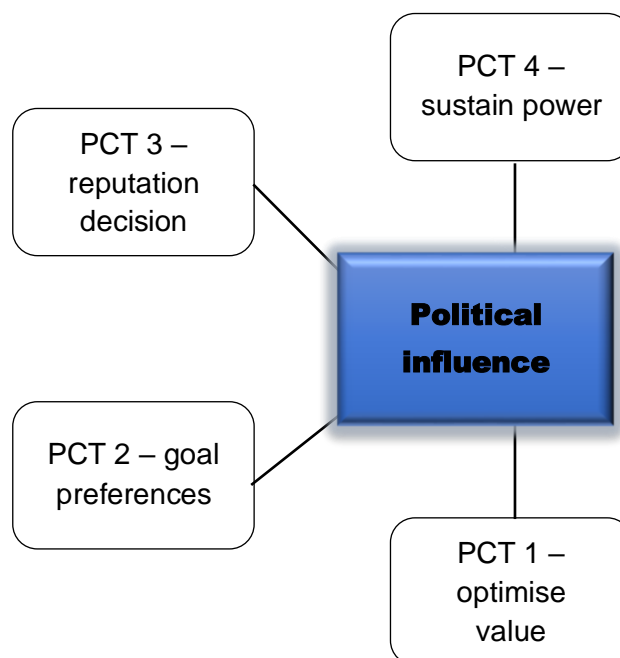 PCT 4 –
sustain power
PCT 3 –
reputation
decision
Political
influence
PCT 2 – goal
preferences
PCT 1 –
optimise
value